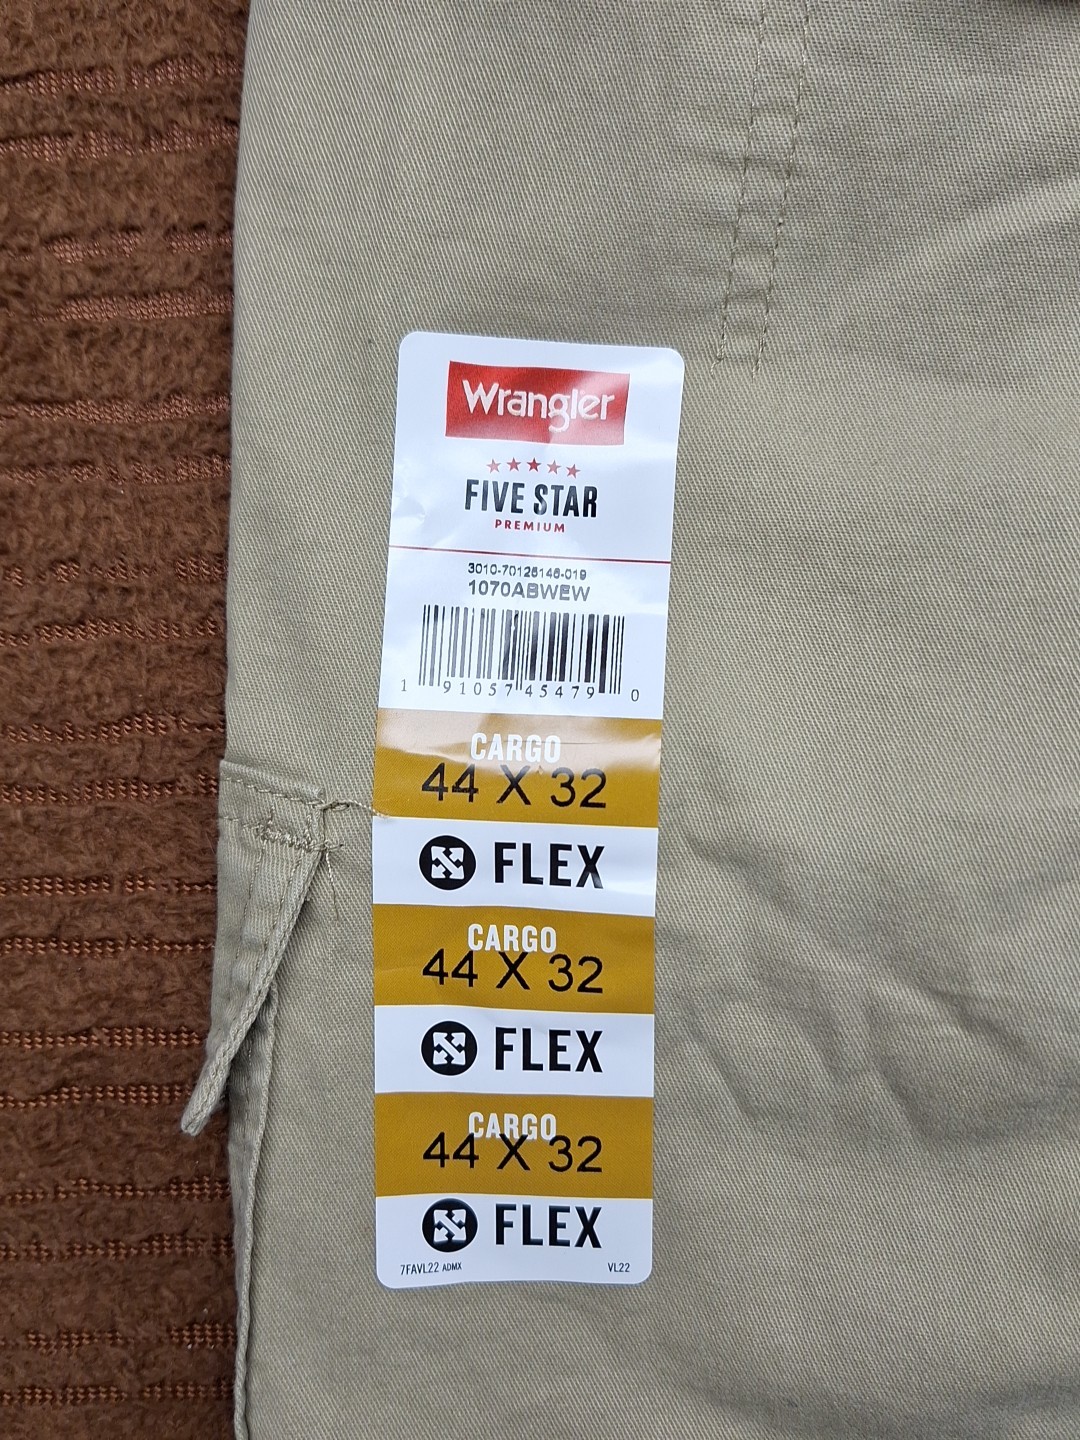 Wrangler
FIVE STAR
PREMIUM
3010-70126146-019
1070ABWEW
1 91057 45479 0
CARGO
44 X 32
FLEX
CARGO
44 X 32
FLEX
CARGO
44 X 32
FLEX
7FAVL22 ADMX VL22